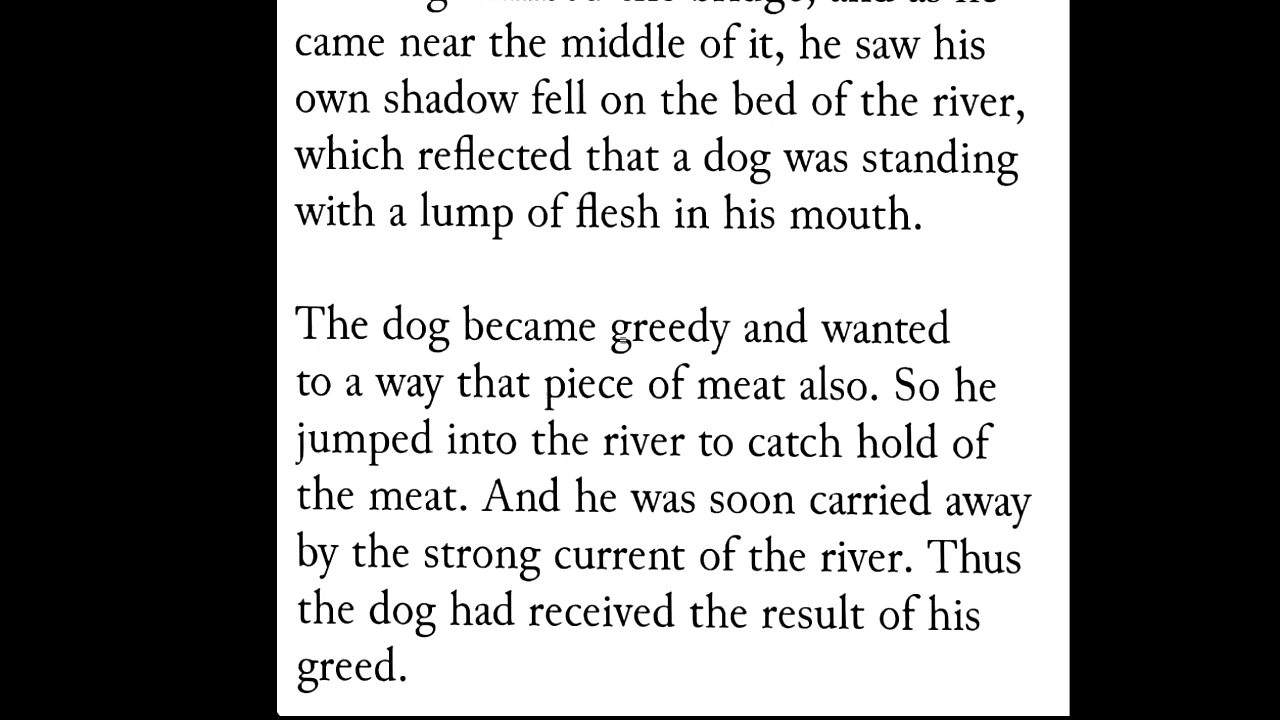 came near the middle of it, he saw his
own shadow fell on the bed of the river,
which reflected that a dog was standing
with a lump of flesh in his mouth.
The dog became greedy and wanted
to a way that piece of meat also. So he
jumped into the river to catch hold of
the meat. And he was soon carried away
by the strong current of the river. Thus
the dog had received the result of his
greed.